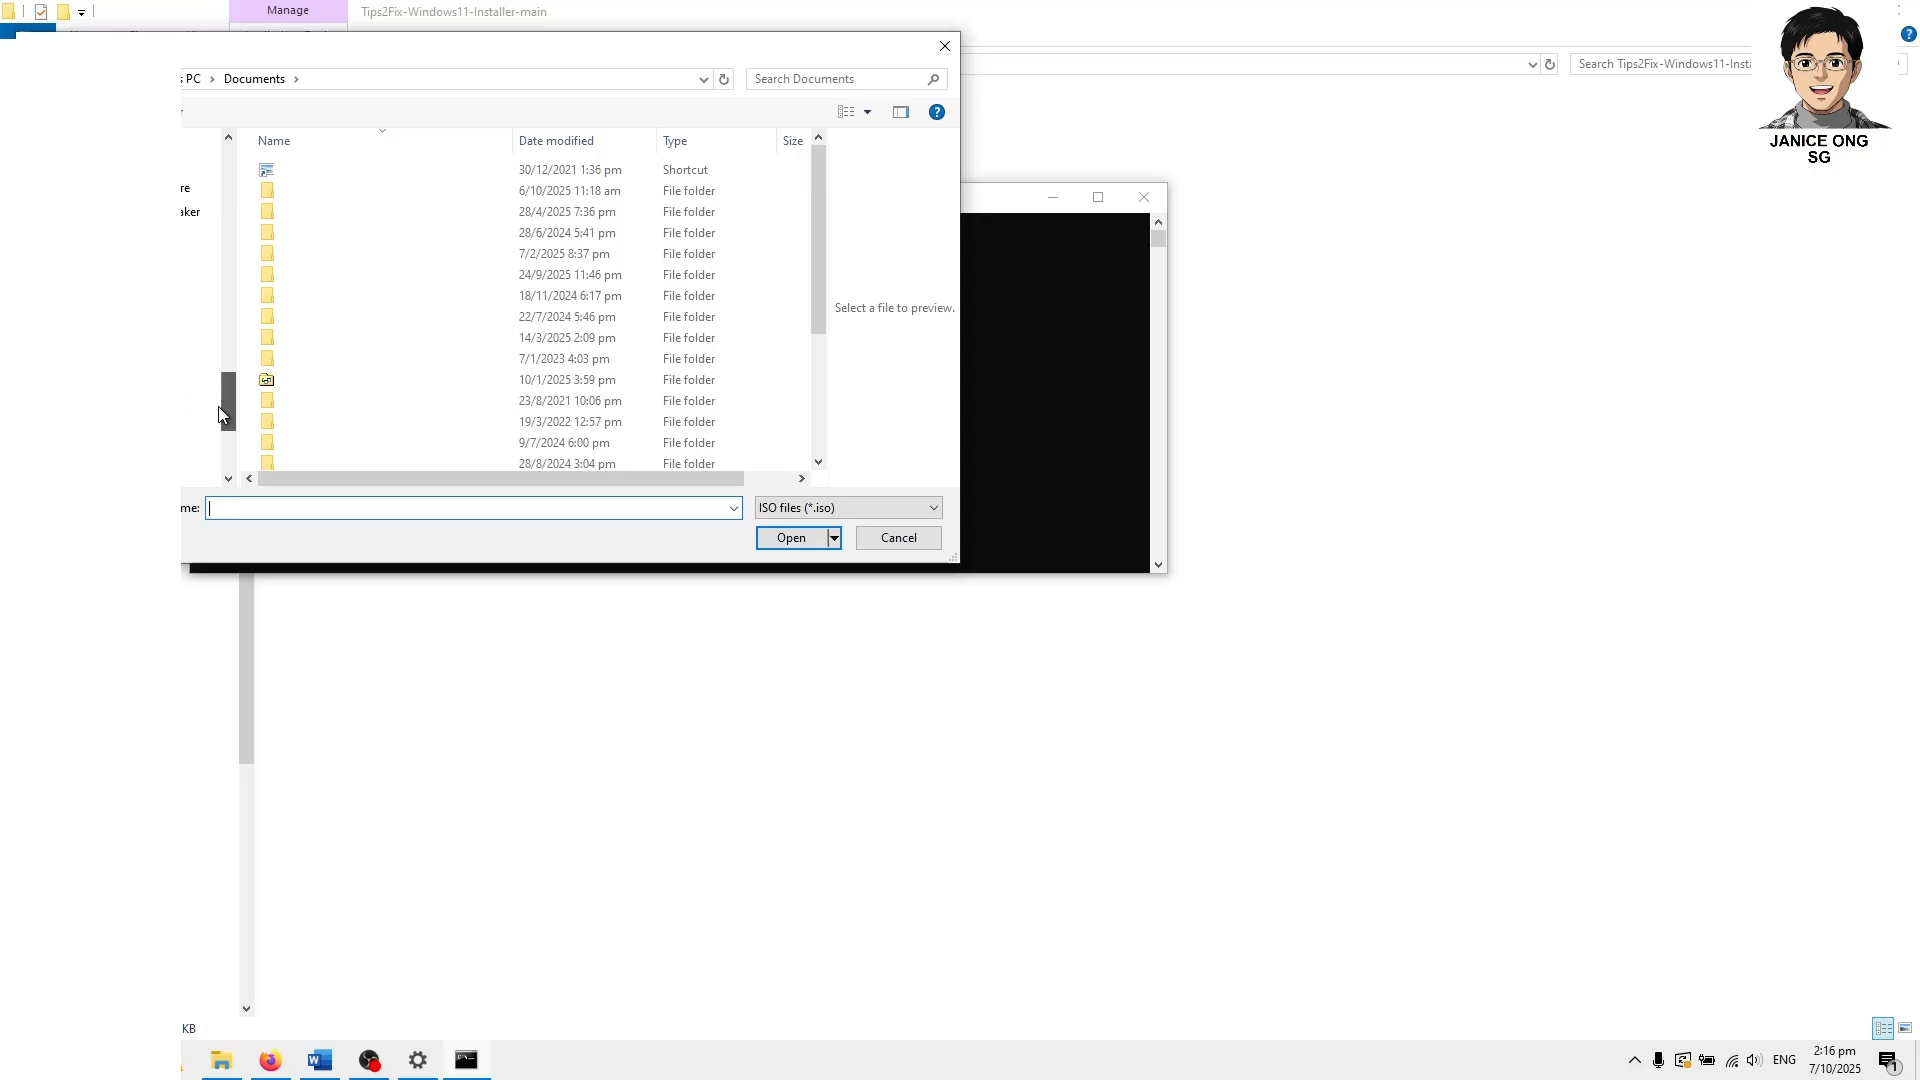 Manage
Tips2Fix-Windows11-Installer-main
PC > Documents >
Search Documents
Search Tips2Fix-Windows11-Insta
JANICE ONG
SG
Name Date modified Type Size
30/12/2021 1:36 pm Shortcut
6/10/2025 11:18 am File folder
28/4/2025 7:36 pm File folder
28/6/2024 5:41 pm File folder
7/2/2025 8:37 pm File folder
24/9/2025 11:46 pm File folder
18/11/2024 6:17 pm File folder
22/7/2024 5:46 pm File folder
14/3/2025 2:09 pm File folder
7/1/2023 4:03 pm File folder
10/1/2025 3:59 pm File folder
23/8/2021 10:06 pm File folder
19/3/2022 12:57 pm File folder
9/7/2024 6:00 pm File folder
28/8/2024 3:04 pm File folder
re
aker
Select a file to preview.
me:
ISO files (*.iso)
Open
Cancel
KB
ENG
2:16 pm
7/10/2025
1